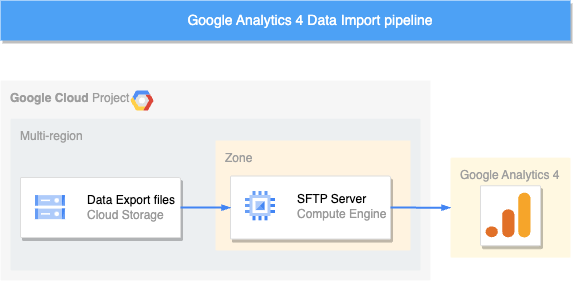 Google Analytics 4 Data Import pipeline
Google Cloud Project
Multi-region
Zone
Data Export files
Cloud Storage
SFTP Server
Compute Engine
Google Analytics 4